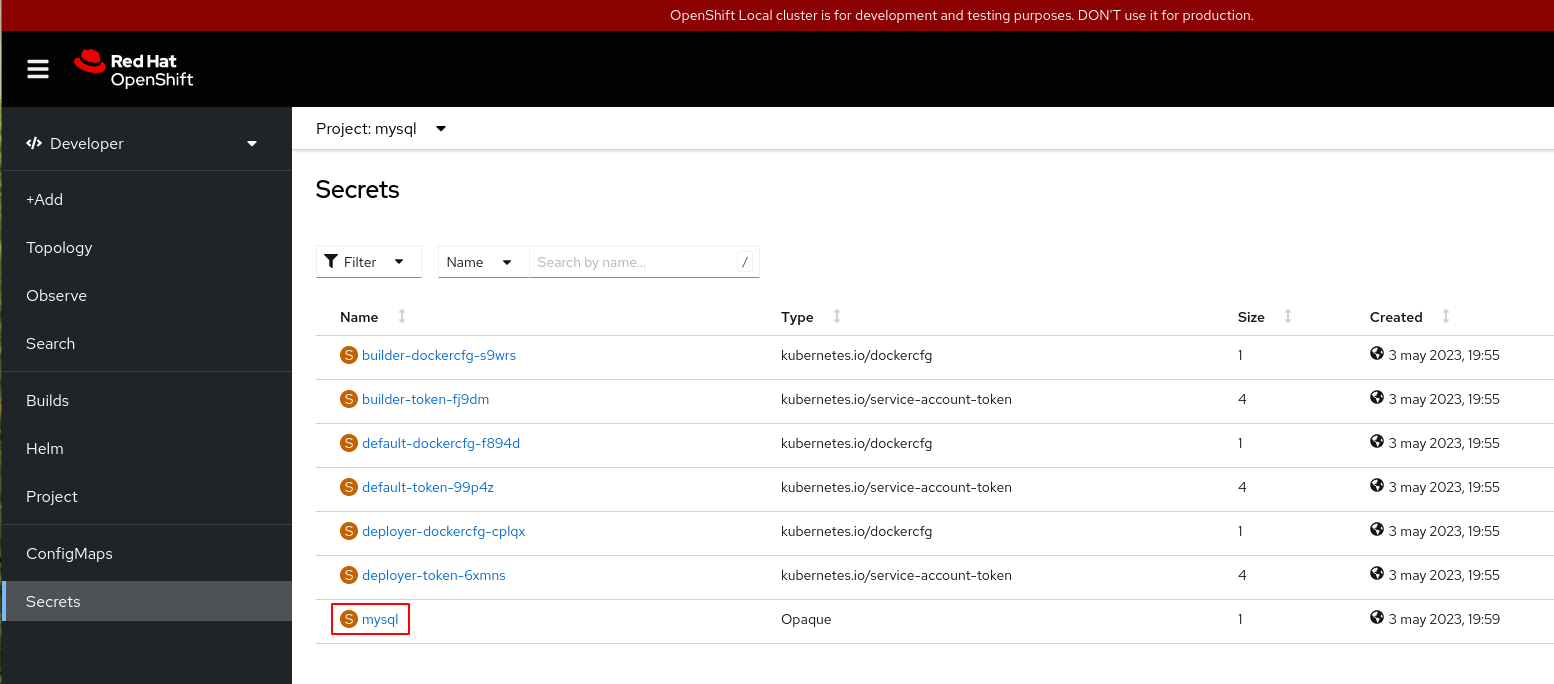 OpenShift Local cluster is for development and testing purposes. DON'T use it for production.
Red Hat
OpenShift
Developer
Project: mysql
+Add
Topology
Observe
Search
Builds
Helm
Project
ConfigMaps
Secrets
Secrets
Filter Name Search by name... /
Name Type Size Created
S builder-dockercfg-s9wrs kubernetes.io/dockercfg 1 3 may 2023, 19:55
S builder-token-fj9dm kubernetes.io/service-account-token 4 3 may 2023, 19:55
S default-dockercfg-f894d kubernetes.io/dockercfg 1 3 may 2023, 19:55
S default-token-99p4z kubernetes.io/service-account-token 4 3 may 2023, 19:55
S deployer-dockercfg-cplqx kubernetes.io/dockercfg 1 3 may 2023, 19:55
S deployer-token-6xmns kubernetes.io/service-account-token 4 3 may 2023, 19:55
S mysql Opaque 1 3 may 2023, 19:59